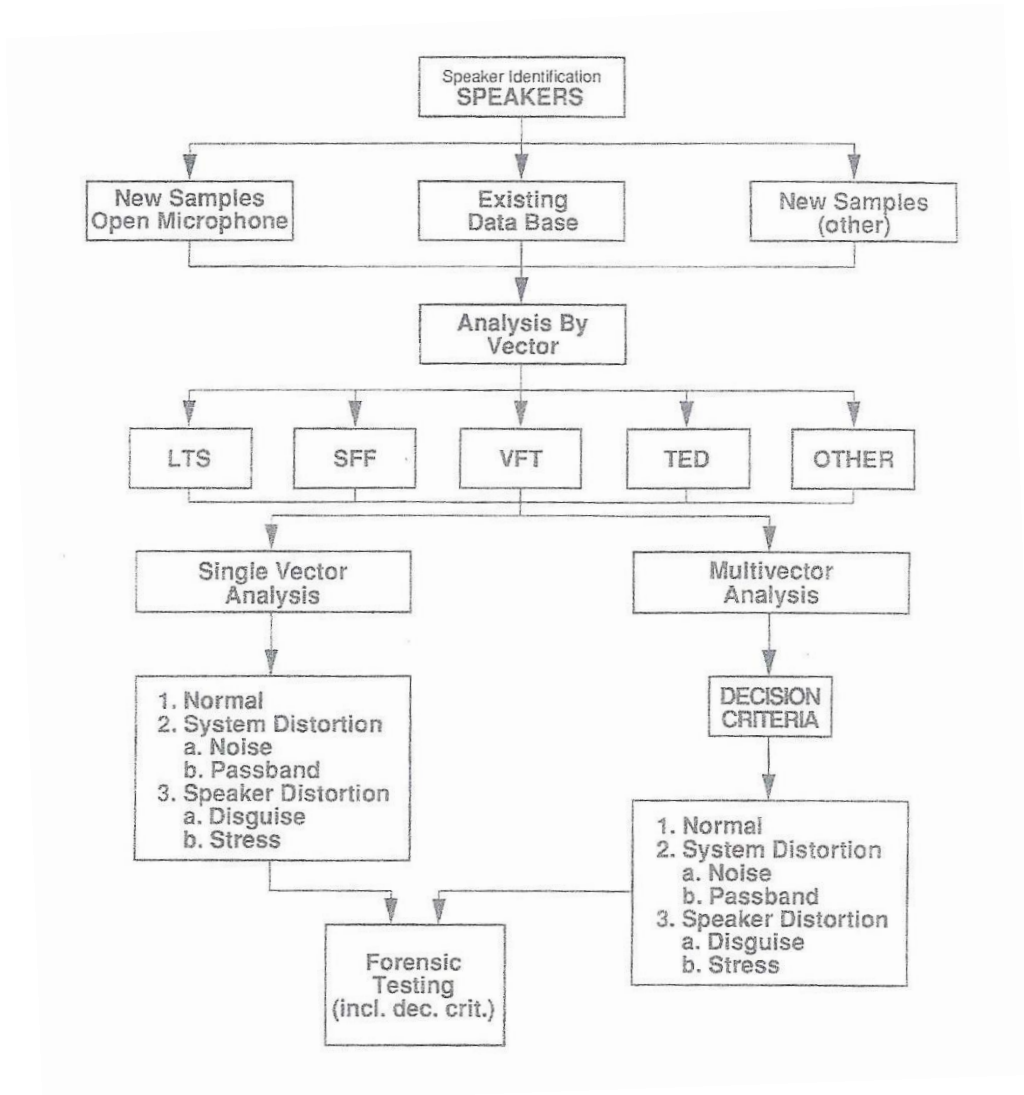 Speaker Identification
SPEAKERS
New Samples
Open Microphone
Existing
Data Base
New Samples
(other)
Analysis By
Vector
LTS
SFF
VFT
TED
OTHER
Single Vector
Analysis
Multivector
Analysis
1. Normal
2. System Distortion
a. Noise
b. Passband
3. Speaker Distortion
a. Disguise
b. Stress
DECISION
CRITERIA
1. Normal
2. System Distortion
a. Noise
b. Passband
3. Speaker Distortion
a. Disguise
b. Stress
Forensic
Testing
(incl. dec. crit.)